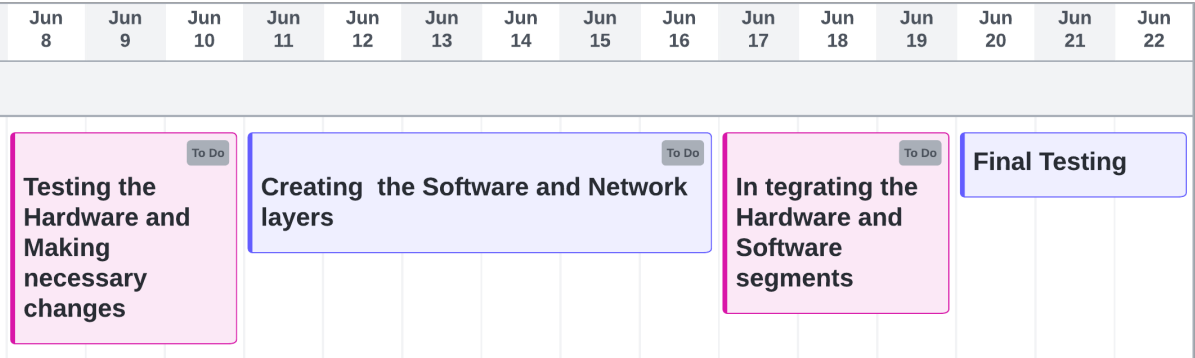 Jun Jun Jun Jun Jun Jun Jun Jun Jun Jun Jun Jun Jun Jun Jun
8 9 10 11 12 13 14 15 16 17 18 19 20 21 22
To Do
Testing the
Hardware and
Making
necessary
changes
To Do
Creating  the Software and Network
layers
To Do
In tegrating the
Hardware and
Software
segments
Final Testing